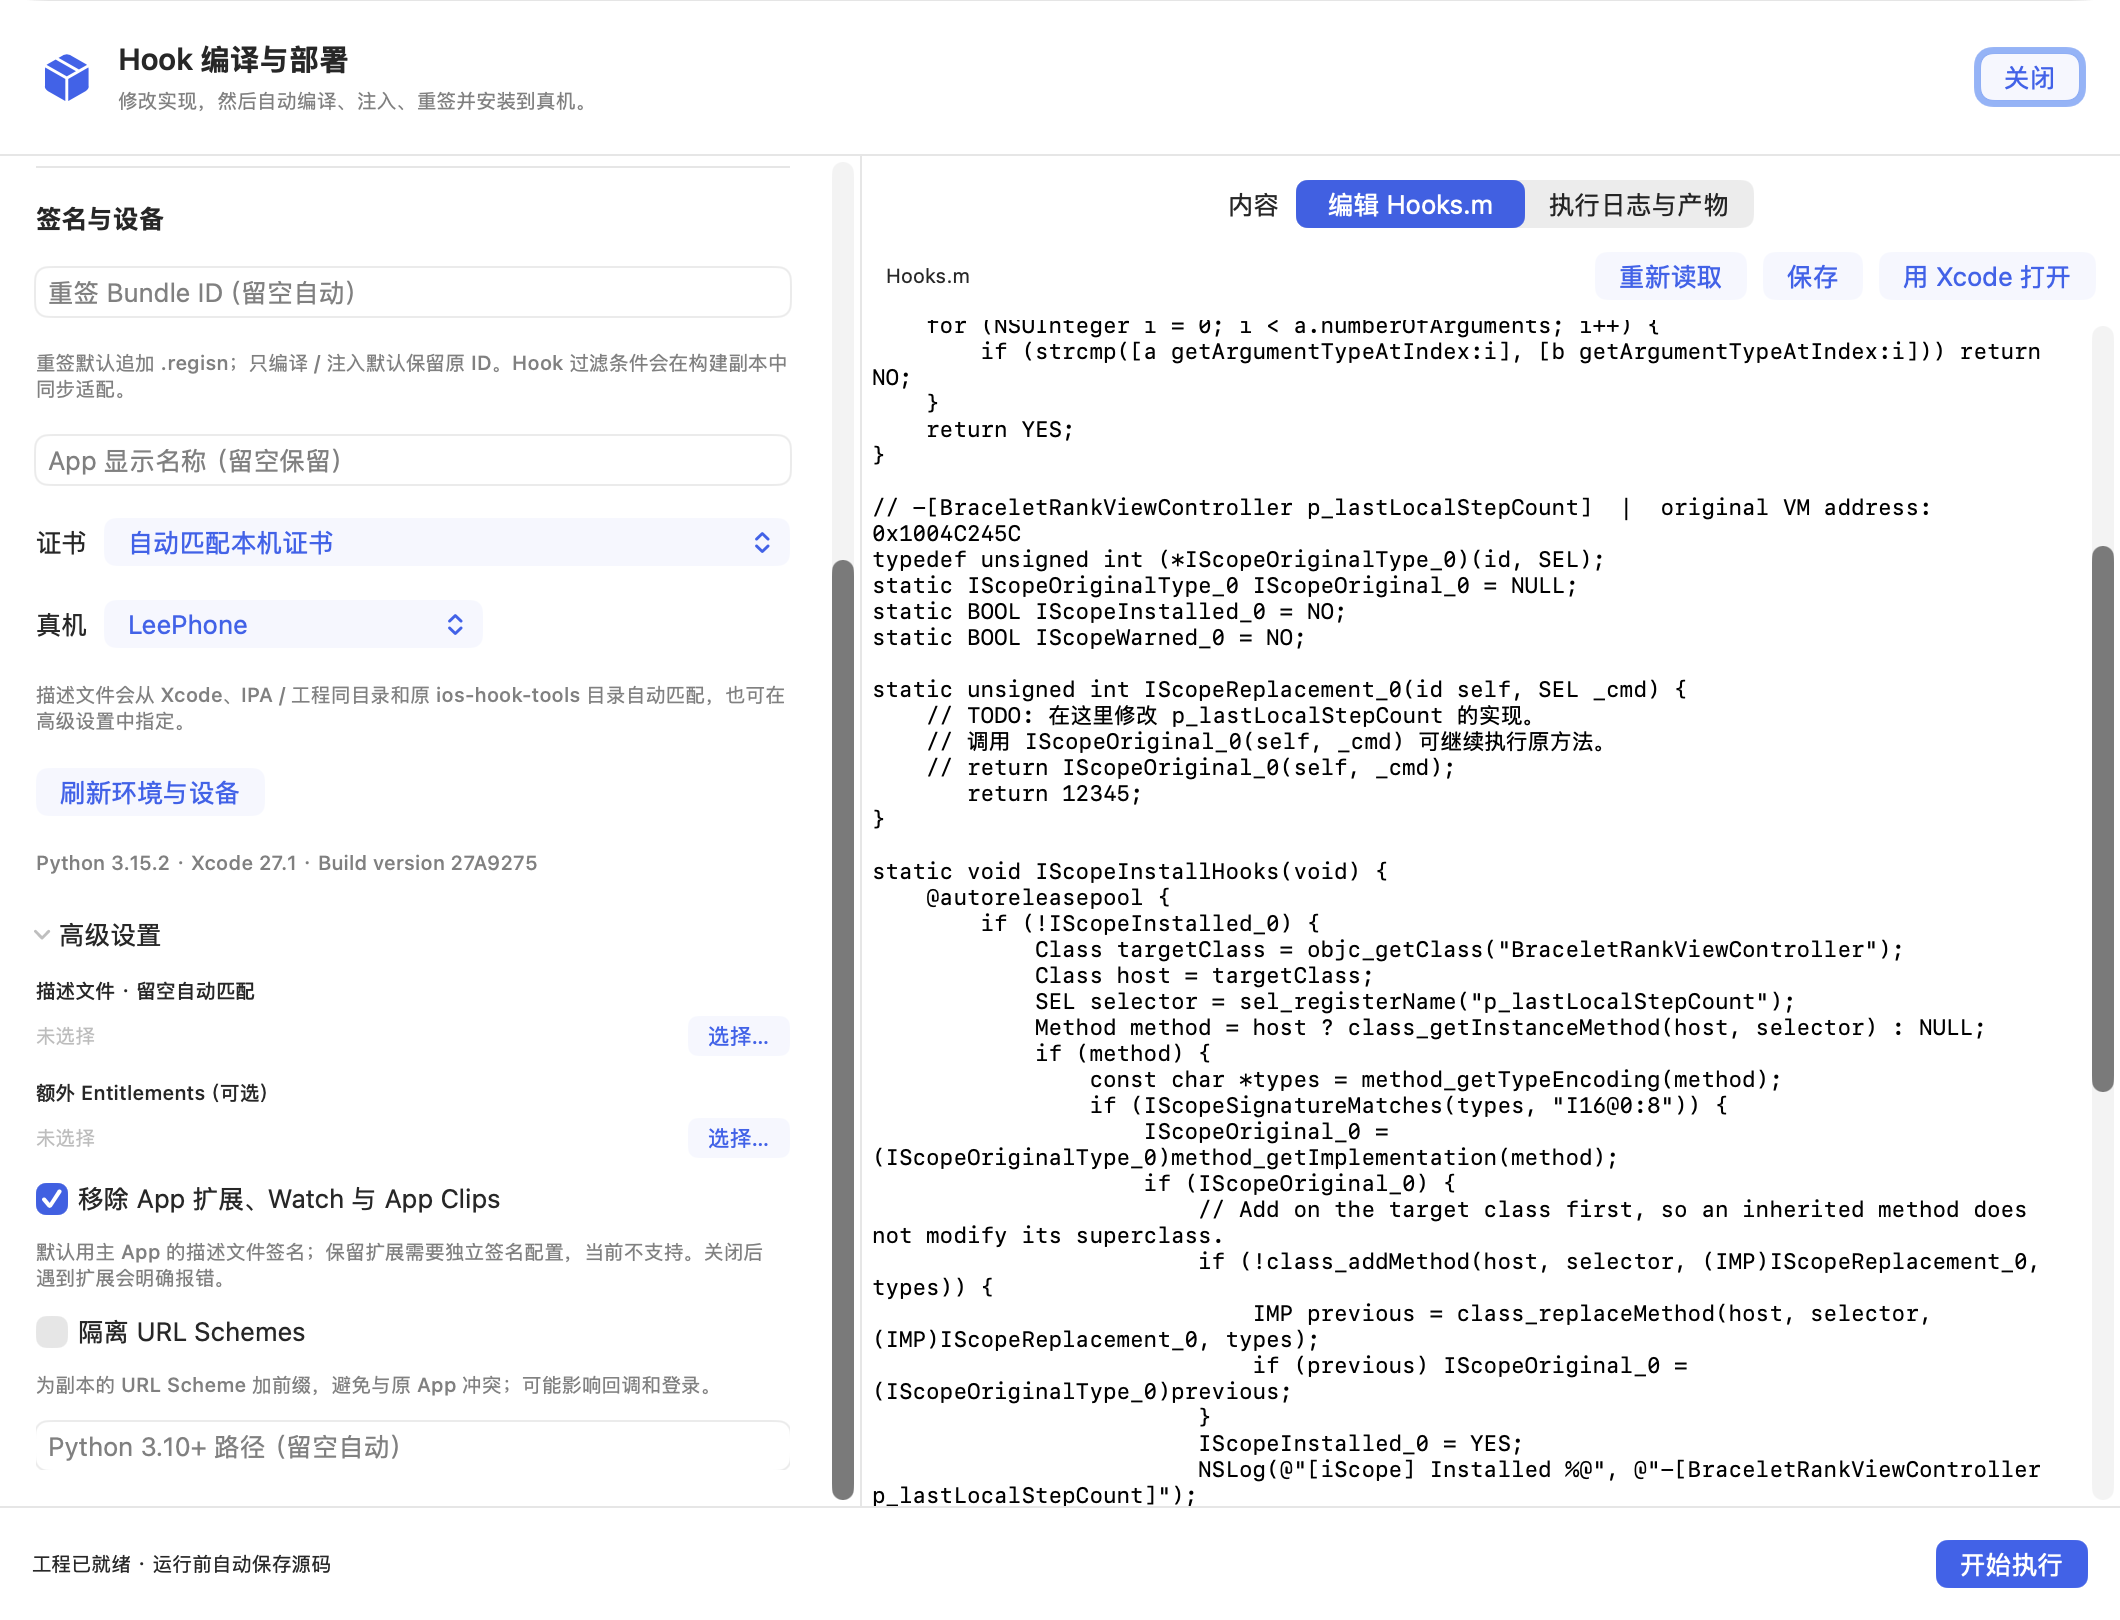 Hook 编译与部署
修改实现，然后自动编译、注入、重签并安装到真机。
关闭
签名与设备
重签 Bundle ID (留空自动)
重签默认追加 .regisn；只编译 / 注入默认保留原 ID。Hook 过滤条件会在构建副本中
同步适配。
App 显示名称 (留空保留)
证书 自动匹配本机证书
真机 LeePhone
描述文件会从 Xcode、IPA / 工程同目录和原 ios-hook-tools 目录自动匹配，也可在
高级设置中指定。
刷新环境与设备
Python 3.15.2 · Xcode 27.1 · Build version 27A9275
高级设置
描述文件 · 留空自动匹配
未选择 选择...
额外 Entitlements (可选)
未选择 选择...
移除 App 扩展、Watch 与 App Clips
默认用主 App 的描述文件签名；保留扩展需要独立签名配置，当前不支持。关闭后
遇到扩展会明确报错。
隔离 URL Schemes
为副本的 URL Scheme 加前缀，避免与原 App 冲突；可能影响回调和登录。
Python 3.10+ 路径 (留空自动)
内容 编辑 Hooks.m 执行日志与产物
Hooks.m 重新读取 保存 用 Xcode 打开
    for (NSUInteger i = 0; i < a.numberOfArguments; i++) {
        if (strcmp([a getArgumentTypeAtIndex:i], [b getArgumentTypeAtIndex:i])) return
NO;
    }
    return YES;
}
// -[BraceletRankViewController p_lastLocalStepCount]  |  original VM address:
0x1004C245C
typedef unsigned int (*IScopeOriginalType_0)(id, SEL);
static IScopeOriginalType_0 IScopeOriginal_0 = NULL;
static BOOL IScopeInstalled_0 = NO;
static BOOL IScopeWarned_0 = NO;
static unsigned int IScopeReplacement_0(id self, SEL _cmd) {
    // TODO: 在这里修改 p_lastLocalStepCount 的实现。
    // 调用 IScopeOriginal_0(self, _cmd) 可继续执行原方法。
    // return IScopeOriginal_0(self, _cmd);
       return 12345;
}
static void IScopeInstallHooks(void) {
    @autoreleasepool {
        if (!IScopeInstalled_0) {
            Class targetClass = objc_getClass("BraceletRankViewController");
            Class host = targetClass;
            SEL selector = sel_registerName("p_lastLocalStepCount");
            Method method = host ? class_getInstanceMethod(host, selector) : NULL;
            if (method) {
                const char *types = method_getTypeEncoding(method);
                if (IScopeSignatureMatches(types, "I16@0:8")) {
                    IScopeOriginal_0 =
(IScopeOriginalType_0)method_getImplementation(method);
                    if (IScopeOriginal_0) {
                        // Add on the target class first, so an inherited method does
not modify its superclass.
                        if (!class_addMethod(host, selector, (IMP)IScopeReplacement_0,
types)) {
                            IMP previous = class_replaceMethod(host, selector,
(IMP)IScopeReplacement_0, types);
                            if (previous) IScopeOriginal_0 =
(IScopeOriginalType_0)previous;
                        }
                        IScopeInstalled_0 = YES;
                        NSLog(@"[iScope] Installed %@", @"-[BraceletRankViewController
p_lastLocalStepCount]");
工程已就绪 · 运行前自动保存源码
开始执行